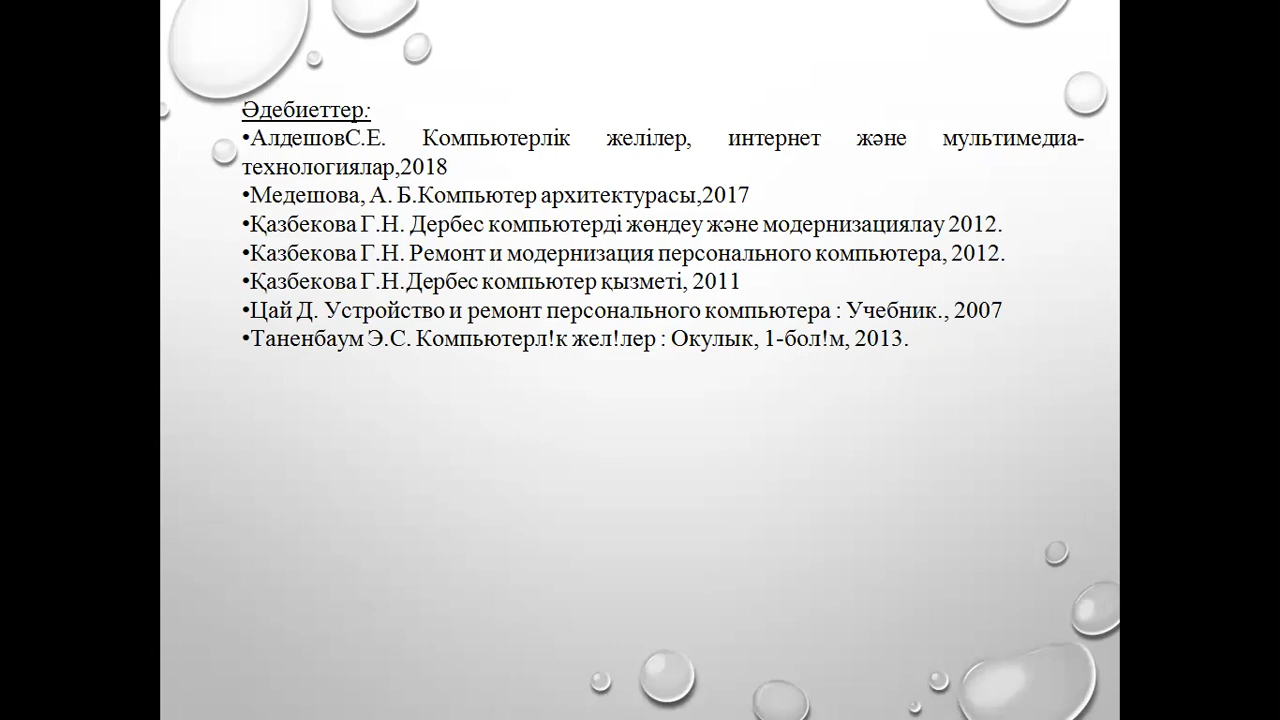 Әдебиеттер:
•АлдешовС.Е. Компьютерлік желілер, интернет және мультимедиа-
технологиялар,2018
•Медешова, А. Б.Компьютер архитектурасы,2017
•Қазбекова Г.Н. Дербес компьютерді жөндеу және модернизациялау 2012.
•Казбекова Г.Н. Ремонт и модернизация персонального компьютера, 2012.
•Қазбекова Г.Н.Дербес компьютер қызметі, 2011
•Цай Д. Устройство и ремонт персонального компьютера : Учебник., 2007
•Таненбаум Э.С. Компьютерл!к жел!лер : Окулык, 1-бол!м, 2013.